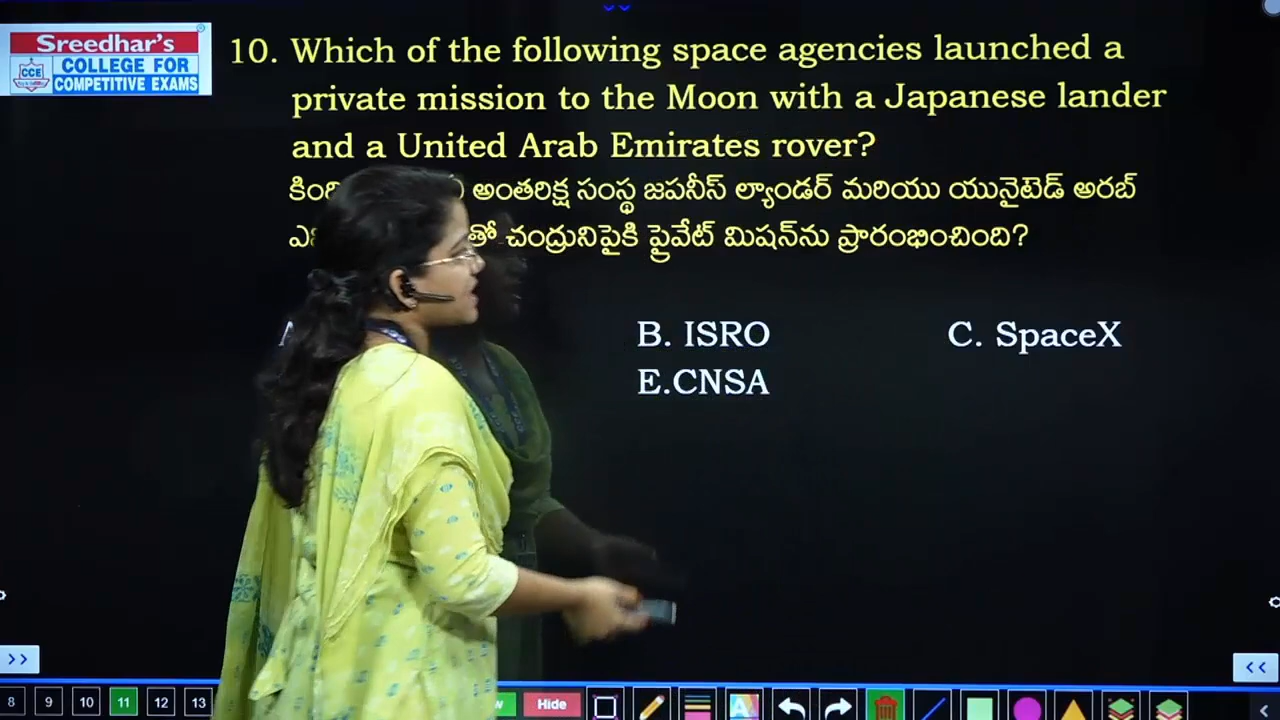 Sreedhar's
CCE
COLLEGE FOR
COMPETITIVE EXAMS
10. Which of the following space agencies launched a
private mission to the Moon with a Japanese lander
and a United Arab Emirates rover?
అంతరిక్ష సంస్థ జపనీస్ ల్యాండర్ మరియు యునైటెడ్ అరబ్
చంద్రునిపైకి ప్రైవేట్ మిషన్‌ను ప్రారంభించింది?
B. ISRO C. SpaceX
E.CNSA
>> <<
8 9 10 11 12 13 Hide